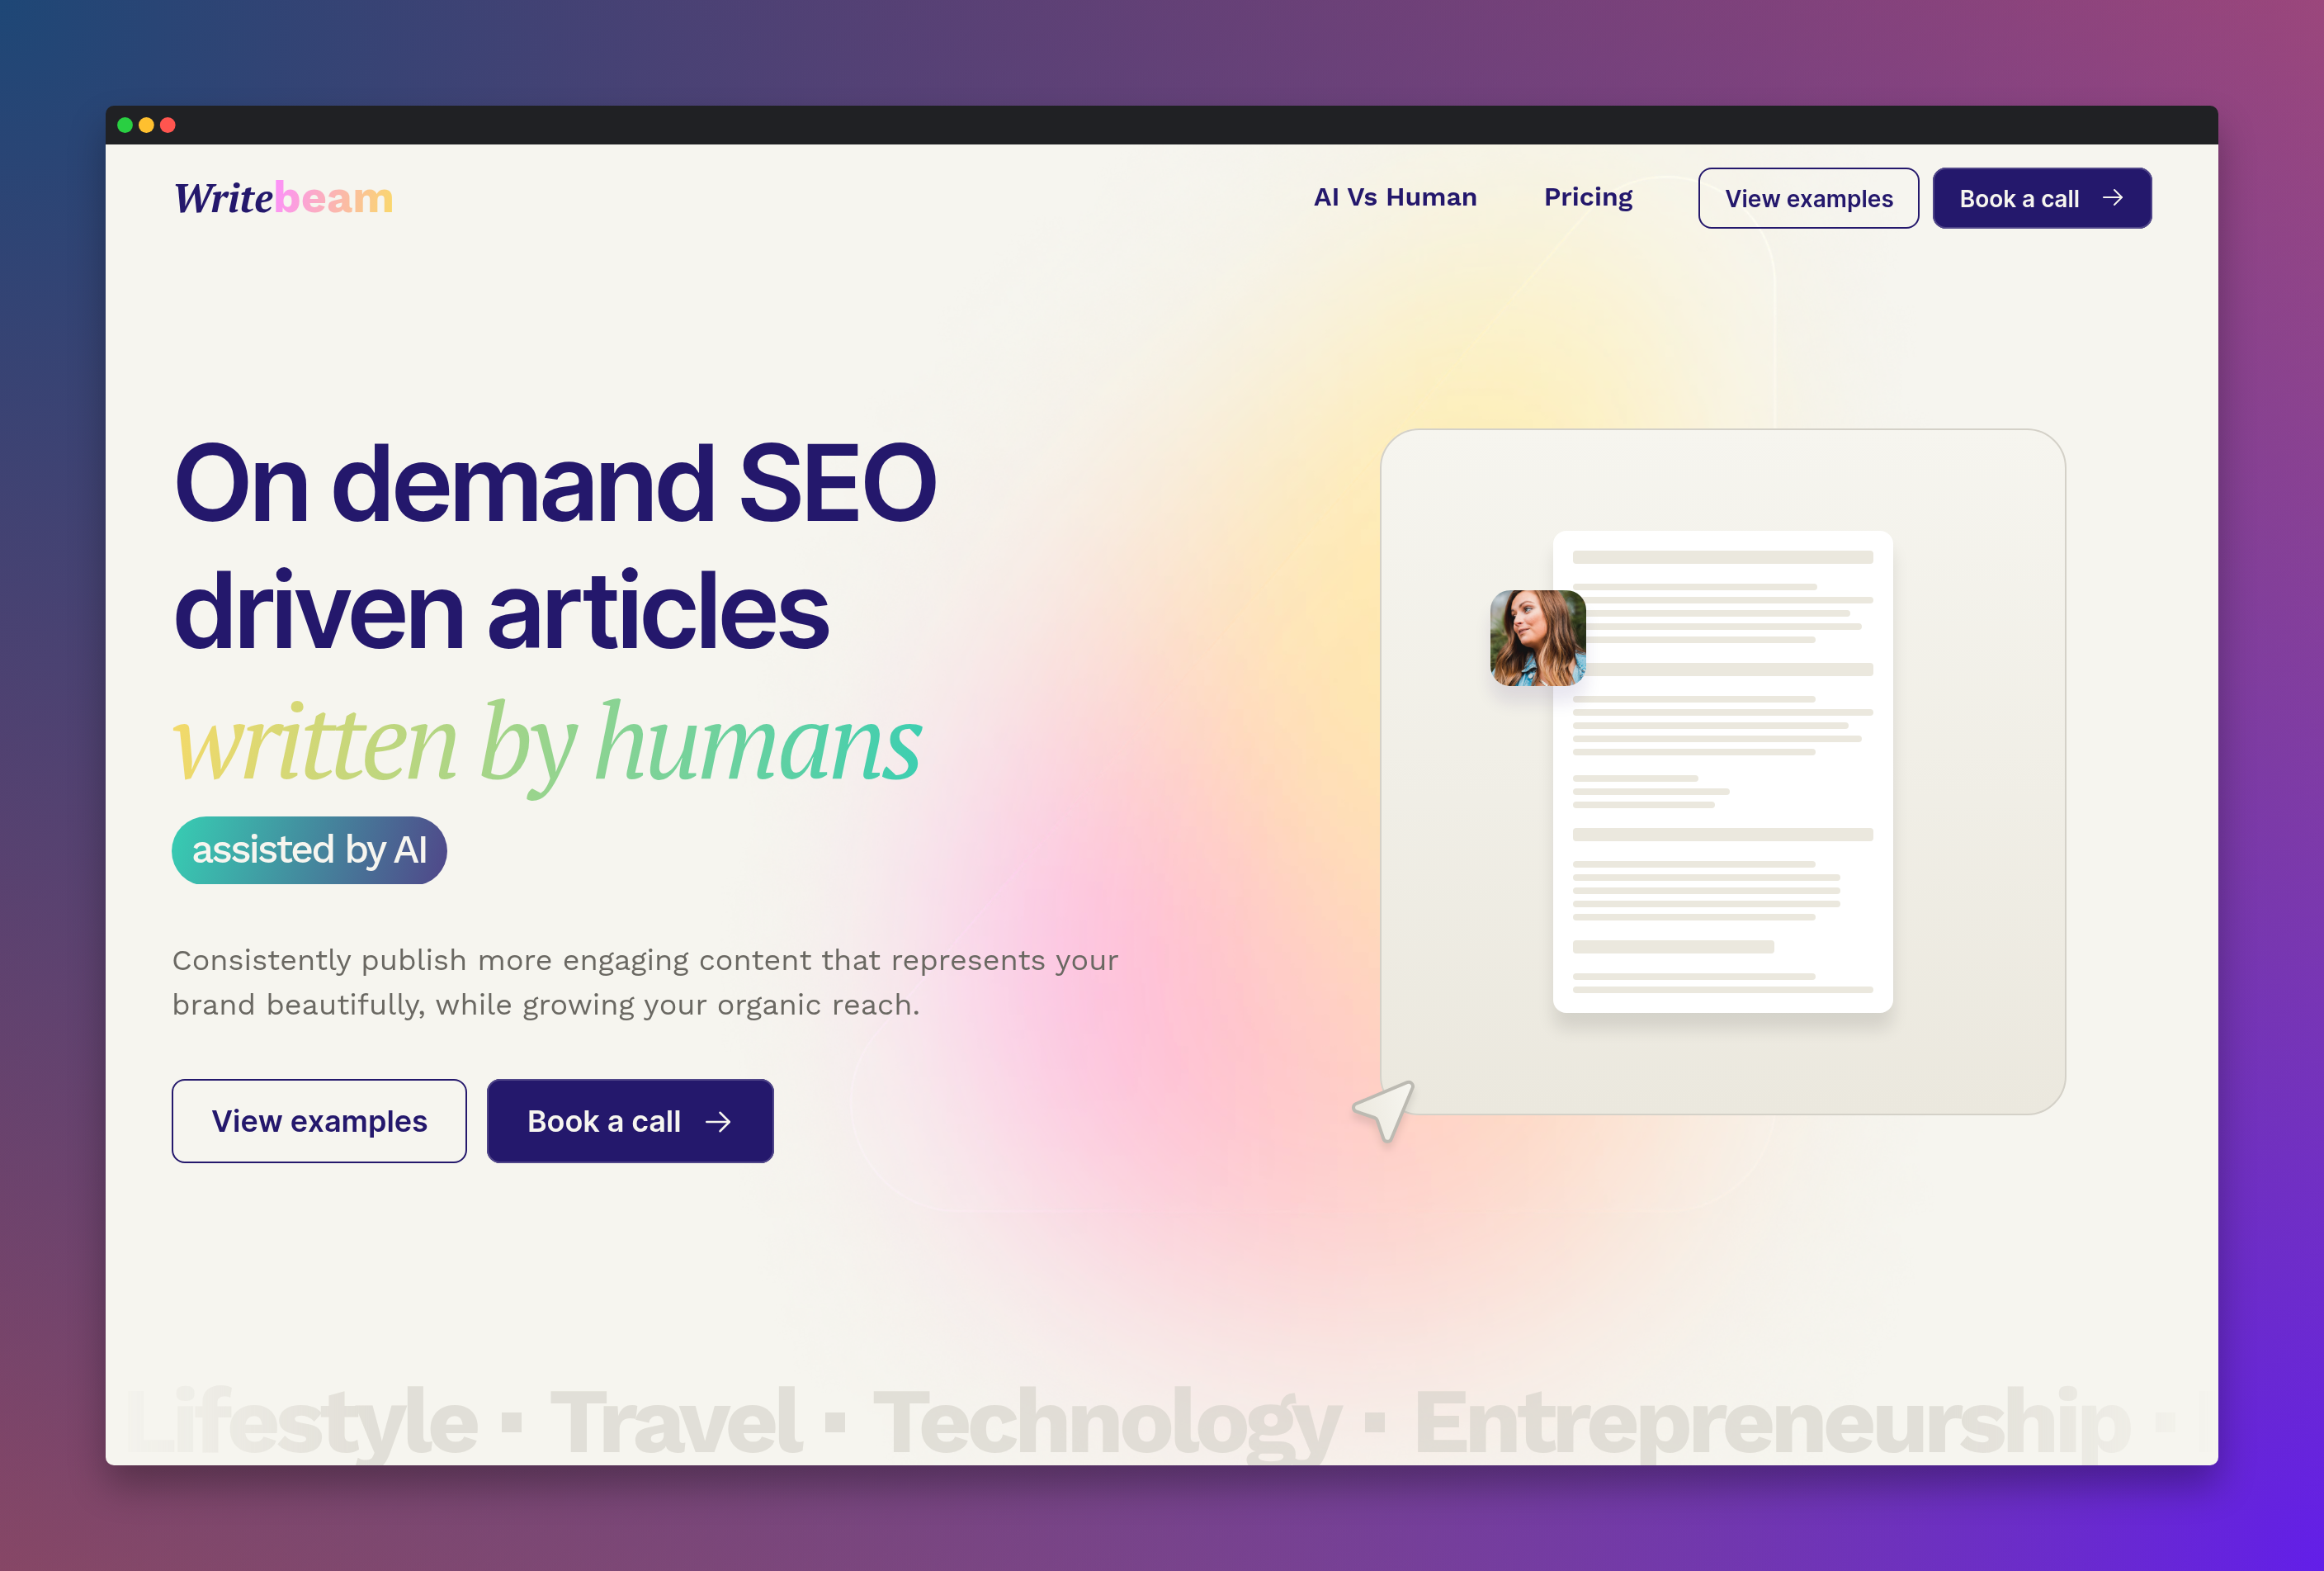 Writebeam
AI Vs Human
Pricing
View examples
Book a call →
On demand SEO
driven articles
written by humans
assisted by AI
Consistently publish more engaging content that represents your
brand beautifully, while growing your organic reach.
View examples
Book a call →
Lifestyle · Travel · Technology · Entrepreneurship ·